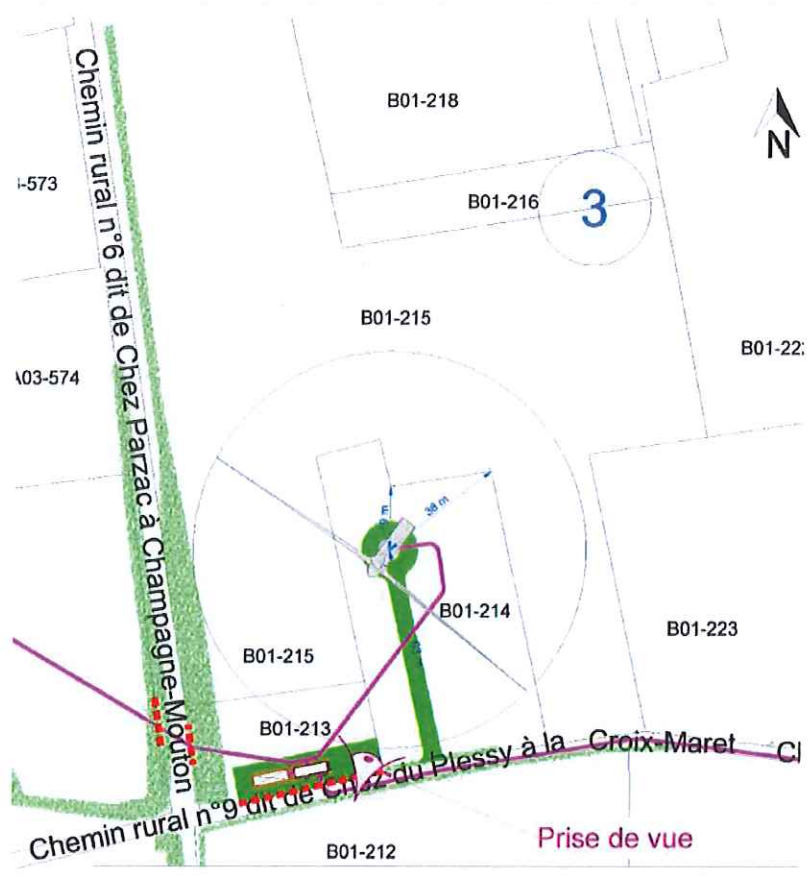 B01-218
N
-573
B01-216
3
Chemin rural n°6 dit de Chez Parzac à Champagne-Mouton
B01-215
B01-22
A03-574
38 m
B01-214
B01-223
B01-215
B01-213
Chemin rural n°9 dit de Chez du Plessy à la Croix-Maret
B01-212
Prise de vue